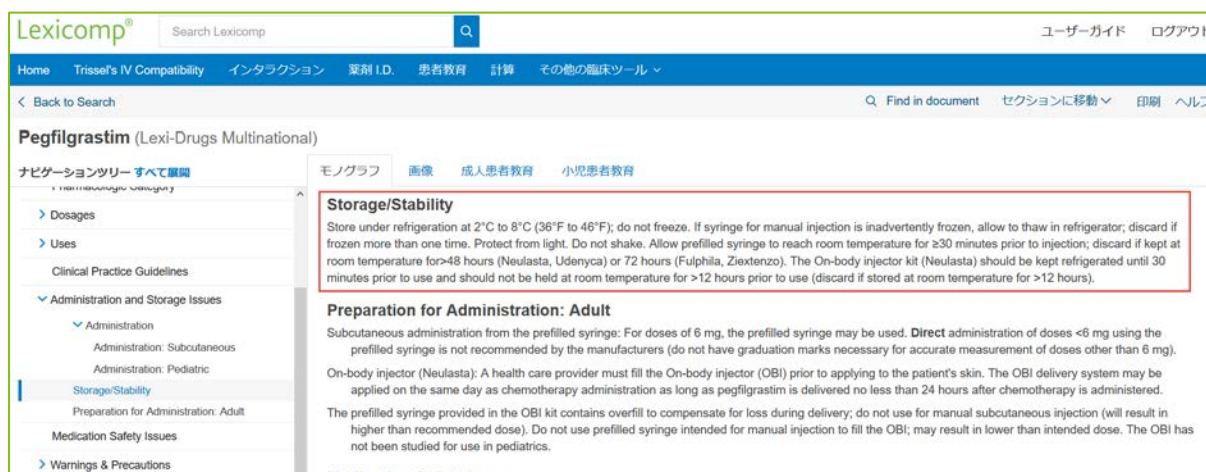 Lexicomp®
Search Lexicomp
ユーザーガイド
Home Trissel's IV Compatibility インタラクション 薬剤 I.D. 患者教育 計算 その他の臨床ツール
Back to Search
Find in document セクションに移動 印刷
Pegfilgrastim (Lexi-Drugs Multinational)
ナビゲーションツリー すべて展開
モノグラフ 画像 成人患者教育 小児患者教育
Dosages
Uses
Clinical Practice Guidelines
Administration and Storage Issues
Administration
Administration: Subcutaneous
Administration: Pediatric
Storage/Stability
Preparation for Administration: Adult
Medication Safety Issues
Warnings & Precautions
Storage/Stability
Store under refrigeration at 2°C to 8°C (36°F to 46°F); do not freeze. If syringe for manual injection is inadvertently frozen, allow to thaw in refrigerator; discard if
frozen more than one time. Protect from light. Do not shake. Allow prefilled syringe to reach room temperature for ≥30 minutes prior to injection; discard if kept at
room temperature for>48 hours (Neulasta, Udenyca) or 72 hours (Fulphila, Ziextenzo). The On-body injector kit (Neulasta) should be kept refrigerated until 30
minutes prior to use and should not be held at room temperature for >12 hours prior to use (discard if stored at room temperature for >12 hours).
Preparation for Administration: Adult
Subcutaneous administration from the prefilled syringe: For doses of 6 mg, the prefilled syringe may be used. Direct administration of doses <6 mg using the
prefilled syringe is not recommended by the manufacturers (do not have graduation marks necessary for accurate measurement of doses other than 6 mg).
On-body injector (Neulasta): A health care provider must fill the On-body injector (OBI) prior to applying to the patient's skin. The OBI delivery system may be
applied on the same day as chemotherapy administration as long as pegfilgrastim is delivered no less than 24 hours after chemotherapy is administered.
The prefilled syringe provided in the OBI kit contains overfill to compensate for loss during delivery; do not use for manual subcutaneous injection (will result in
higher than recommended dose). Do not use prefilled syringe intended for manual injection to fill the OBI; may result in lower than intended dose. The OBI has
not been studied for use in pediatrics.